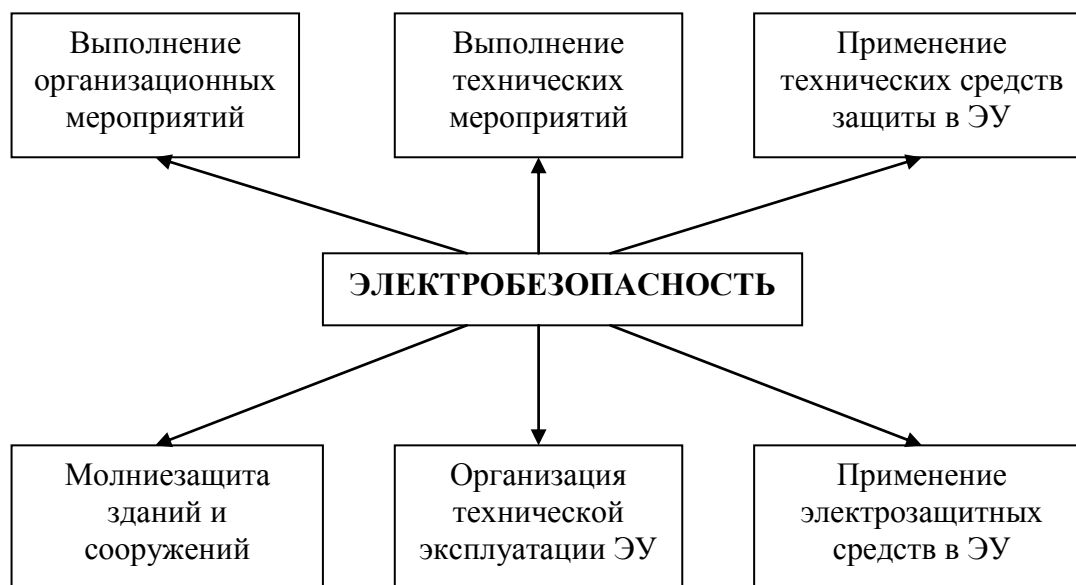 Выполнение
организационных
мероприятий
Выполнение
технических
мероприятий
Применение
технических средств
защиты в ЭУ
ЭЛЕКТРОБЕЗОПАСНОСТЬ
Молниезащита
зданий и
сооружений
Организация
технической
эксплуатации ЭУ
Применение
электрозащитных
средств в ЭУ